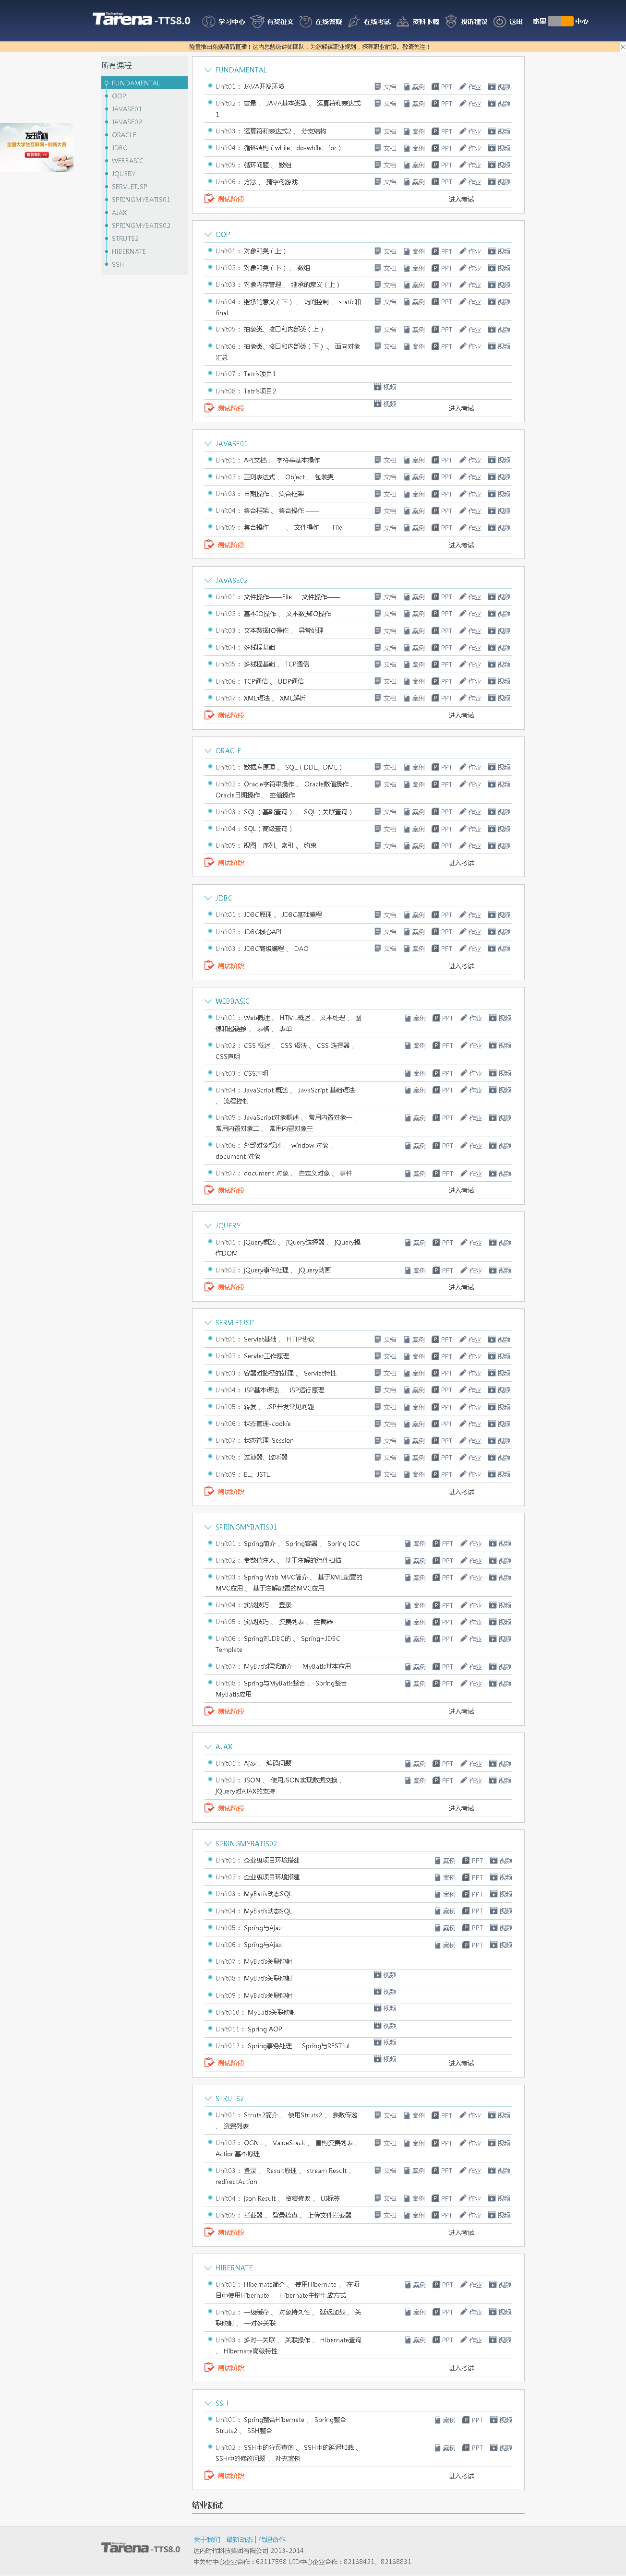 Tarena -TTS8.0 学习中心 有奖征文 在线答疑 在线考试 资料下载 投诉建议 退出
隆重推出免费精品直播！达内总监级讲师团队，为您解读职业规划，探寻职业前沿。敬请关注！
所有课程
FUNDAMENTAL
OOP
JAVASE01
JAVASE02
ORACLE
JDBC
WEBBASIC
JQUERY
SERVLETJSP
SPRINGMYBATIS01
AJAX
SPRINGMYBATIS02
STRUTS2
HIBERNATE
SSH
FUNDAMENTAL
Unit01： JAVA开发环境 文档 案例 PPT 作业 视频
Unit02： 变量 、 JAVA基本类型 、 运算符和表达式 文档 案例 PPT 作业 视频
1
Unit03： 运算符和表达式2 、 分支结构 文档 案例 PPT 作业 视频
Unit04： 循环结构（while、do-while、for） 文档 案例 PPT 作业 视频
Unit05： 循环问题 、 数组 文档 案例 PPT 作业 视频
Unit06： 方法 、 猜字母游戏 文档 案例 PPT 作业 视频
测试阶段 进入考试
OOP
Unit01： 对象和类（上） 文档 案例 PPT 作业 视频
Unit02： 对象和类（下） 、 数组 文档 案例 PPT 作业 视频
Unit03： 对象内存管理 、 继承的意义（上） 文档 案例 PPT 作业 视频
Unit04： 继承的意义（下） 、 访问控制 、 static和 文档 案例 PPT 作业 视频
final
Unit05： 抽象类、接口和内部类（上） 文档 案例 PPT 作业 视频
Unit06： 抽象类、接口和内部类（下） 、 面向对象 文档 案例 PPT 作业 视频
汇总
Unit07： Tetris项目1
视频
Unit08： Tetris项目2
视频
测试阶段 进入考试
JAVASE01
Unit01： API文档 、 字符串基本操作 文档 案例 PPT 作业 视频
Unit02： 正则表达式 、 Object 、 包装类 文档 案例 PPT 作业 视频
Unit03： 日期操作 、 集合框架 文档 案例 PPT 作业 视频
Unit04： 集合框架 、 集合操作 —— 文档 案例 PPT 作业 视频
Unit05： 集合操作 —— 、 文件操作——File 文档 案例 PPT 作业 视频
测试阶段 进入考试
JAVASE02
Unit01： 文件操作——File 、 文件操作—— 文档 案例 PPT 作业 视频
Unit02： 基本IO操作 、 文本数据IO操作 文档 案例 PPT 作业 视频
Unit03： 文本数据IO操作 、 异常处理 文档 案例 PPT 作业 视频
Unit04： 多线程基础 文档 案例 PPT 作业 视频
Unit05： 多线程基础 、 TCP通信 文档 案例 PPT 作业 视频
Unit06： TCP通信 、 UDP通信 文档 案例 PPT 作业 视频
Unit07： XML语法 、 XML解析 文档 案例 PPT 作业 视频
测试阶段 进入考试
ORACLE
Unit01： 数据库原理 、 SQL（DDL、DML） 文档 案例 PPT 作业 视频
Unit02： Oracle字符串操作 、 Oracle数值操作 、 文档 案例 PPT 作业 视频
Oracle日期操作 、 空值操作
Unit03： SQL（基础查询） 、 SQL（关联查询） 文档 案例 PPT 作业 视频
Unit04： SQL（高级查询） 文档 案例 PPT 作业 视频
Unit05： 视图、序列、索引 、 约束 文档 案例 PPT 作业 视频
测试阶段 进入考试
JDBC
Unit01： JDBC原理 、 JDBC基础编程 文档 案例 PPT 作业 视频
Unit02： JDBC核心API 文档 案例 PPT 作业 视频
Unit03： JDBC高级编程 、 DAO 文档 案例 PPT 作业 视频
测试阶段 进入考试
WEBBASIC
Unit01： Web概述 、 HTML概述 、 文本处理 、 图 案例 PPT 作业 视频
像和超链接 、 表格 、 表单
Unit02： CSS 概述 、 CSS 语法 、 CSS 选择器 、 案例 PPT 作业 视频
CSS声明
Unit03： CSS声明 案例 PPT 作业 视频
Unit04： JavaScript 概述 、 JavaScript 基础语法 案例 PPT 作业 视频
、 流程控制
Unit05： JavaScript对象概述 、 常用内置对象一 、 案例 PPT 作业 视频
常用内置对象二 、 常用内置对象三
Unit06： 外部对象概述 、 window 对象 、 案例 PPT 作业 视频
document 对象
Unit07： document 对象 、 自定义对象 、 事件 案例 PPT 作业 视频
测试阶段 进入考试
JQUERY
Unit01： jQuery概述 、 jQuery选择器 、 jQuery操 案例 PPT 作业 视频
作DOM
Unit02： jQuery事件处理 、 jQuery动画 案例 PPT 作业 视频
测试阶段 进入考试
SERVLETJSP
Unit01： Servlet基础 、 HTTP协议 文档 案例 PPT 作业 视频
Unit02： Servlet工作原理 文档 案例 PPT 作业 视频
Unit03： 容器对路径的处理 、 Servlet特性 文档 案例 PPT 作业 视频
Unit04： JSP基本语法 、 JSP运行原理 文档 案例 PPT 作业 视频
Unit05： 转发 、 JSP开发常见问题 文档 案例 PPT 作业 视频
Unit06： 状态管理-cookie 文档 案例 PPT 作业 视频
Unit07： 状态管理-Session 文档 案例 PPT 作业 视频
Unit08： 过滤器、监听器 文档 案例 PPT 作业 视频
Unit09： EL、JSTL 文档 案例 PPT 作业 视频
测试阶段 进入考试
SPRINGMYBATIS01
Unit01： Spring简介 、 Spring容器 、 Spring IOC 案例 PPT 作业 视频
Unit02： 参数值注入 、 基于注解的组件扫描 案例 PPT 作业 视频
Unit03： Spring Web MVC简介 、 基于XML配置的 案例 PPT 作业 视频
MVC应用 、 基于注解配置的MVC应用
Unit04： 实战技巧 、 登录 案例 PPT 作业 视频
Unit05： 实战技巧 、 资费列表 、 拦截器 案例 PPT 作业 视频
Unit06： Spring对JDBC的 、 Spring+JDBC 案例 PPT 作业 视频
Template
Unit07： MyBatis框架简介 、 MyBatis基本应用 案例 PPT 作业 视频
Unit08： Spring与MyBatis整合 、 Spring整合 案例 PPT 作业 视频
MyBatis应用
测试阶段 进入考试
AJAX
Unit01： Ajax 、 编码问题 案例 PPT 作业 视频
Unit02： JSON 、 使用JSON实现数据交换 、 案例 PPT 作业 视频
jQuery对AJAX的支持
测试阶段 进入考试
SPRINGMYBATIS02
Unit01： 企业级项目环境搭建 案例 PPT 视频
Unit02： 企业级项目环境搭建 案例 PPT 视频
Unit03： MyBatis动态SQL 案例 PPT 视频
Unit04： MyBatis动态SQL 案例 PPT 视频
Unit05： Spring与Ajax 案例 PPT 视频
Unit06： Spring与Ajax 案例 PPT 视频
Unit07： MyBatis关联映射
视频
Unit08： MyBatis关联映射
视频
Unit09： MyBatis关联映射
视频
Unit010： MyBatis关联映射
视频
Unit011： Spring AOP
视频
Unit012： Spring事务处理 、 Spring与RESTful
视频
测试阶段 进入考试
STRUTS2
Unit01： Struts2简介 、 使用Struts2 、 参数传递 文档 案例 PPT 作业 视频
、 资费列表
Unit02： OGNL 、 ValueStack 、 重构资费列表 、 文档 案例 PPT 作业 视频
Action基本原理
Unit03： 登录 、 Result原理 、 stream Result 、 文档 案例 PPT 作业 视频
redirectAction
Unit04： json Result 、 资费修改 、 UI标签 文档 案例 PPT 作业 视频
Unit05： 拦截器 、 登录检查 、 上传文件拦截器 文档 案例 PPT 作业 视频
测试阶段 进入考试
HIBERNATE
Unit01： Hibernate简介 、 使用Hibernate 、 在项 案例 PPT 作业 视频
目中使用Hibernate 、 Hibernate主键生成方式
Unit02： 一级缓存 、 对象持久性 、 延迟加载 、 关 案例 PPT 作业 视频
联映射 、 一对多关联
Unit03： 多对一关联 、 关联操作 、 Hibernate查询 案例 PPT 作业 视频
、 Hibernate高级特性
测试阶段 进入考试
SSH
Unit01： Spring整合Hibernate 、 Spring整合 案例 PPT 视频
Struts2 、 SSH整合
Unit02： SSH中的分页查询 、 SSH中的延迟加载 、 案例 PPT 视频
SSH中的修改问题 、 补充案例
测试阶段 进入考试
结业测试
关于我们 | 最新动态 | 代理合作
Tarena -TTS8.0 达内时代科技集团有限公司 2013-2014
中关村中心企业合作：62117598 UID中心企业合作：82168421、82168831